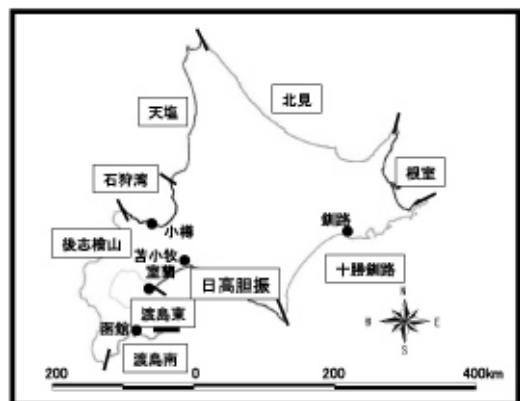 北見
天塩
根室
石狩湾
釧路
小樽
後志檜山
苫小牧
室蘭
日高胆振
十勝釧路
渡島東
函館
渡島南
N
W E
S
200 0 200 400km